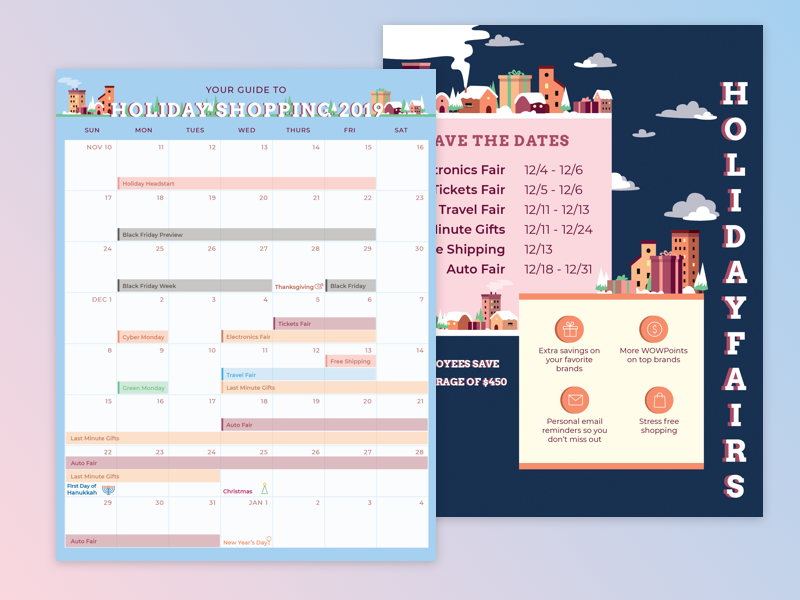 YOUR GUIDE TO
HOLIDAY SHOPPING 2019
SUN MON TUES WED THURS FRI SAT
NOV 10 11 12 13 14 15 16
Holiday Headstart
17 18 19 20 21 22 23
Black Friday Preview
24 25 26 27 28 29 30
Black Friday Week Thanksgiving Black Friday
DEC 1 2 3 4 5 6 7
Tickets Fair
Cyber Monday Electronics Fair
8 9 10 11 12 13 14
Free Shipping
Travel Fair
Green Monday Last Minute Gifts
15 16 17 18 19 20 21
Auto Fair
Last Minute Gifts
22 23 24 25 26 27 28
Auto Fair
Last Minute Gifts
First Day of
Hanukkah
Christmas
29 30 31 JAN 1 2 3 4
Auto Fair New Year's Day
AVE THE DATES
tronics Fair 12/4 - 12/6
Tickets Fair 12/5 - 12/6
Travel Fair 12/11 - 12/13
inute Gifts 12/11 - 12/24
e Shipping 12/13
Auto Fair 12/18 - 12/31
OYEES SAVE
RAGE OF $450
Extra savings on
your favorite
brands
More WOWPoints
on top brands
Personal email
reminders so you
don't miss out
Stress free
shopping
HOLIDAY FAIRS